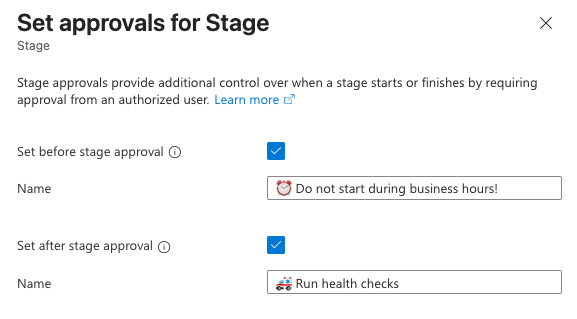 Set approvals for Stage
Stage
Stage approvals provide additional control over when a stage starts or finishes by requiring
approval from an authorized user. Learn more
Set before stage approval
Name
⏰ Do not start during business hours!
Set after stage approval
Name
🚑 Run health checks